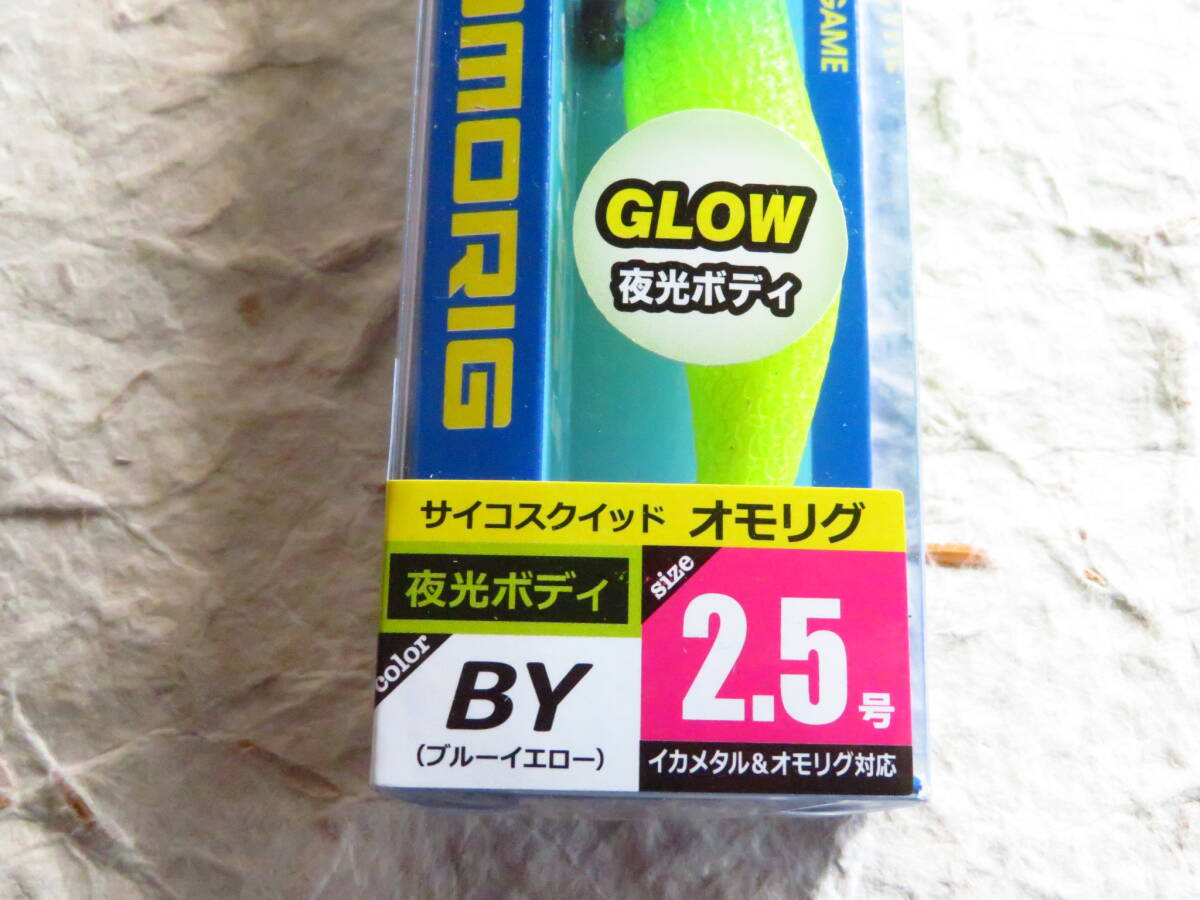 OMORIG
GAME
GLOW
夜光ボディ
サイコスクイッド オモリグ
夜光ボディ
size
2.5号
color
BY
(ブルーイエロー)
イカメタル&オモリグ対応